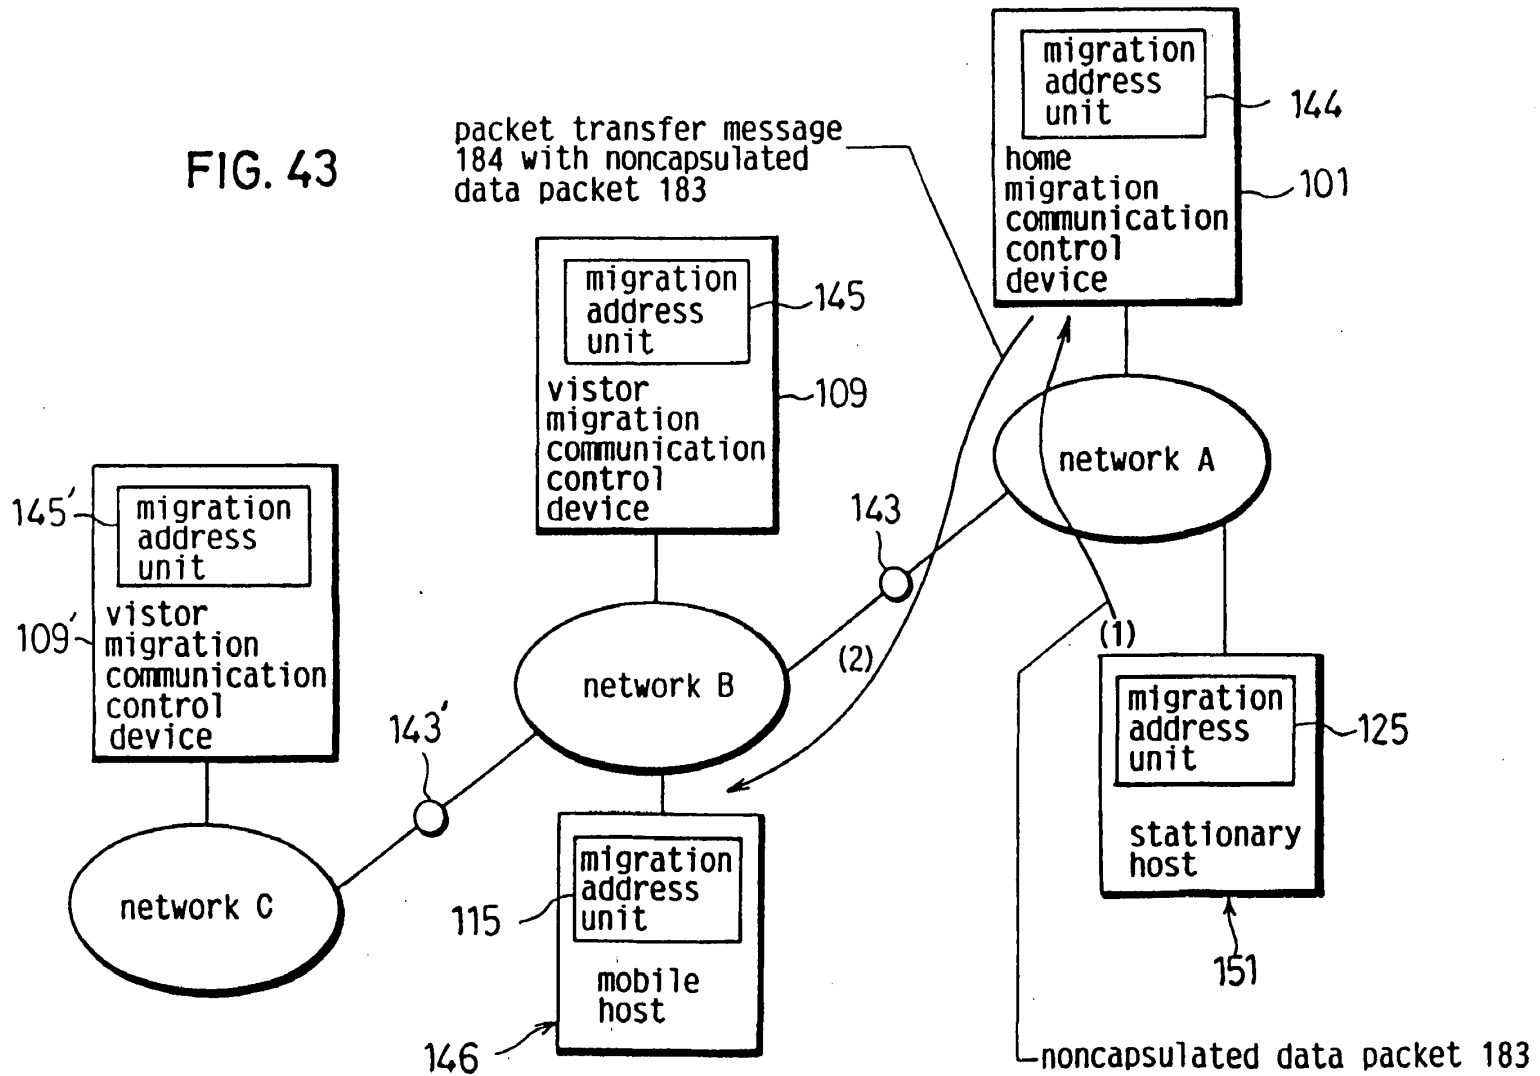 FIG. 43
packet transfer message
184 with noncapsulated
data packet 183
migration
address
unit
144
home
migration
communication
control
device
101
migration
address
unit
145
vistor
migration
communication
control
device
109
network A
143
145'
migration
address
unit
109'
vistor
migration
communication
control
device
143'
network B
(2)
(1)
migration
address
unit
125
stationary
host
151
network C
migration
address
unit
115
mobile
host
146
noncapsulated data packet 183